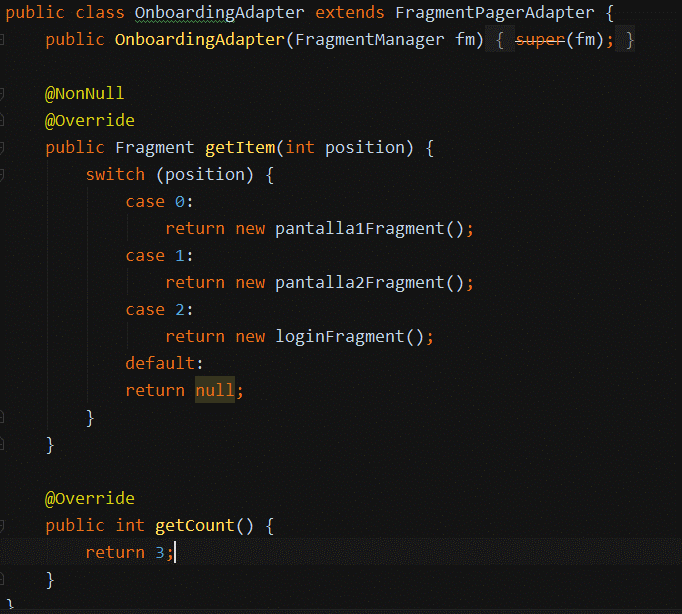 public class OnboardingAdapter extends FragmentPagerAdapter {
    public OnboardingAdapter(FragmentManager fm) { super(fm); }

    @NonNull
    @Override
    public Fragment getItem(int position) {
        switch (position) {
            case 0:
                return new pantalla1Fragment();
            case 1:
                return new pantalla2Fragment();
            case 2:
                return new loginFragment();
            default:
            return null;
        }
    }

    @Override
    public int getCount() {
        return 3;
    }
}